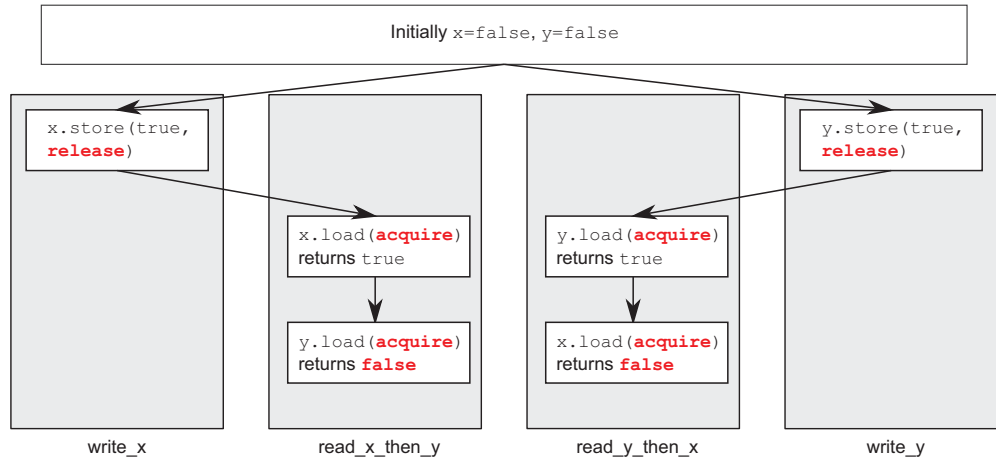 Initially x=false, y=false
x.store(true,
release)
y.store(true,
release)
x.load(acquire)
returns true
y.load(acquire)
returns true
y.load(acquire)
returns false
x.load(acquire)
returns false
write_x
read_x_then_y
read_y_then_x
write_y